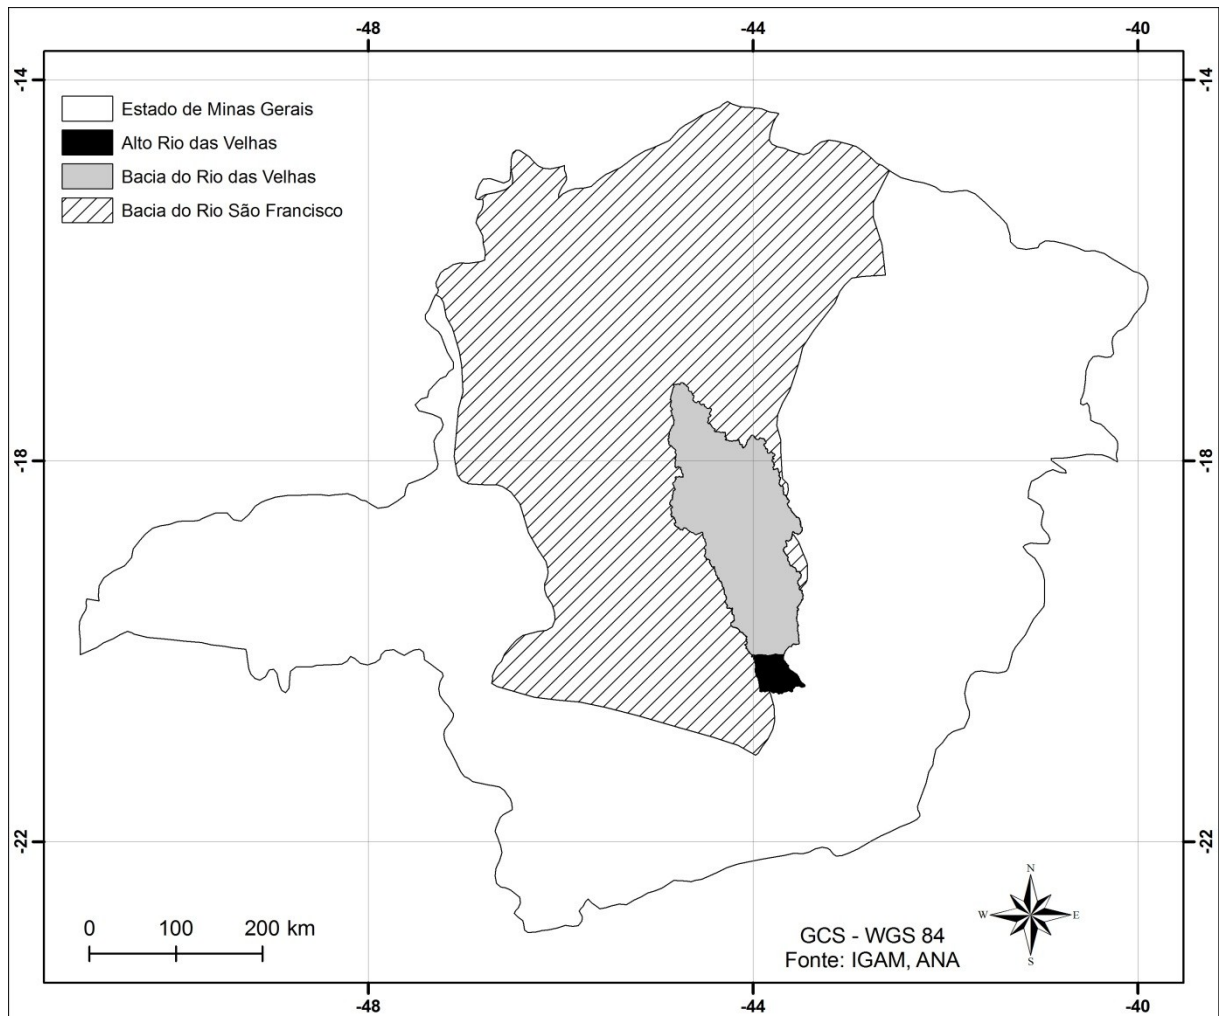 -48
-44
-40
-14
-14
Estado de Minas Gerais
Alto Rio das Velhas
Bacia do Rio das Velhas
Bacia do Rio São Francisco
-18
-18
-22
-22
N
W
E
S
0
100
200 km
GCS - WGS 84
Fonte: IGAM, ANA
-48
-44
-40